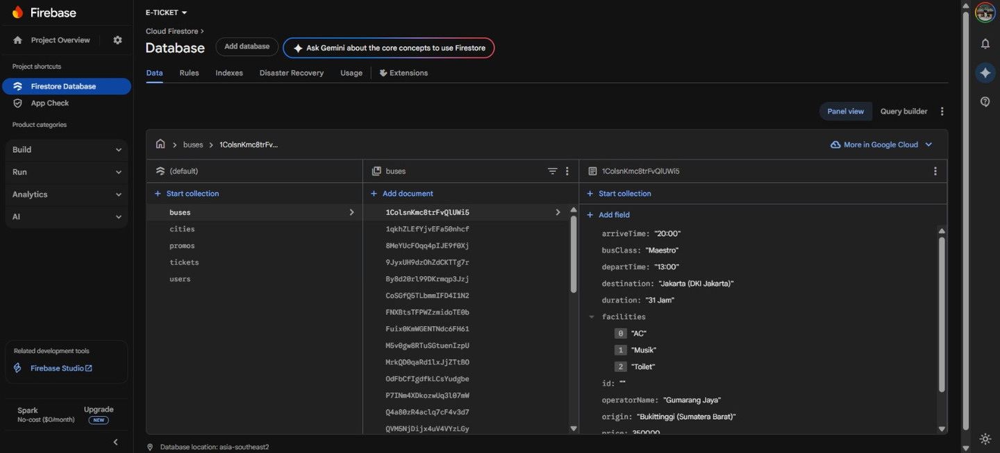 Firebase
E-TICKET
Project Overview
Cloud Firestore
Database
Add database
Ask Gemini about the core concepts to use Firestore
Project shortcuts
Data Rules Indexes Disaster Recovery Usage Extensions
Firestore Database
App Check
Product categories
Panel view Query builder
Build
buses 1ColsnKmc8trFv...
More in Google Cloud
Run
(default) buses 1ColsnKmc8trFvQlUWi5
Analytics
+ Start collection + Add document + Start collection
AI
buses
cities
promos
tickets
users
1ColsnKmc8trFvQlUWi5
1qkhZLEfYjvEFa50nhcf
8MeYUcFOqq4pIJE9f0Xj
9JyxUH9dzOhZdCKTTg7r
By8d20rl99DKrmqp3Jzj
CoSGfQ5TLbmmIFD4I1N2
FNXBtsTFPWZzmidoTE0b
Fuix0KmWGENTNdc6FH61
M5v0gw8RTuSGtuenIzpU
MrkQD0qaRd1lxJjZTtBO
OdFbCfIgdfkLCsYudgbe
P7INm4XDkozwUq3l07mW
Q4a80zR4aclq7cF4v3d7
QVM5NjDijx4uV4VYzLGy
+ Add field
arriveTime: "20:00"
busClass: "Maestro"
departTime: "13:00"
destination: "Jakarta (DKI Jakarta)"
duration: "31 Jam"
facilities
0 "AC"
1 "Musik"
2 "Toilet"
id: ""
operatorName: "Gumarang Jaya"
origin: "Bukittinggi (Sumatera Barat)"
price: 350000
Related development tools
Firebase Studio
Spark
No-cost ($0/month)
Upgrade
NEW
Database location: asia-southeast2